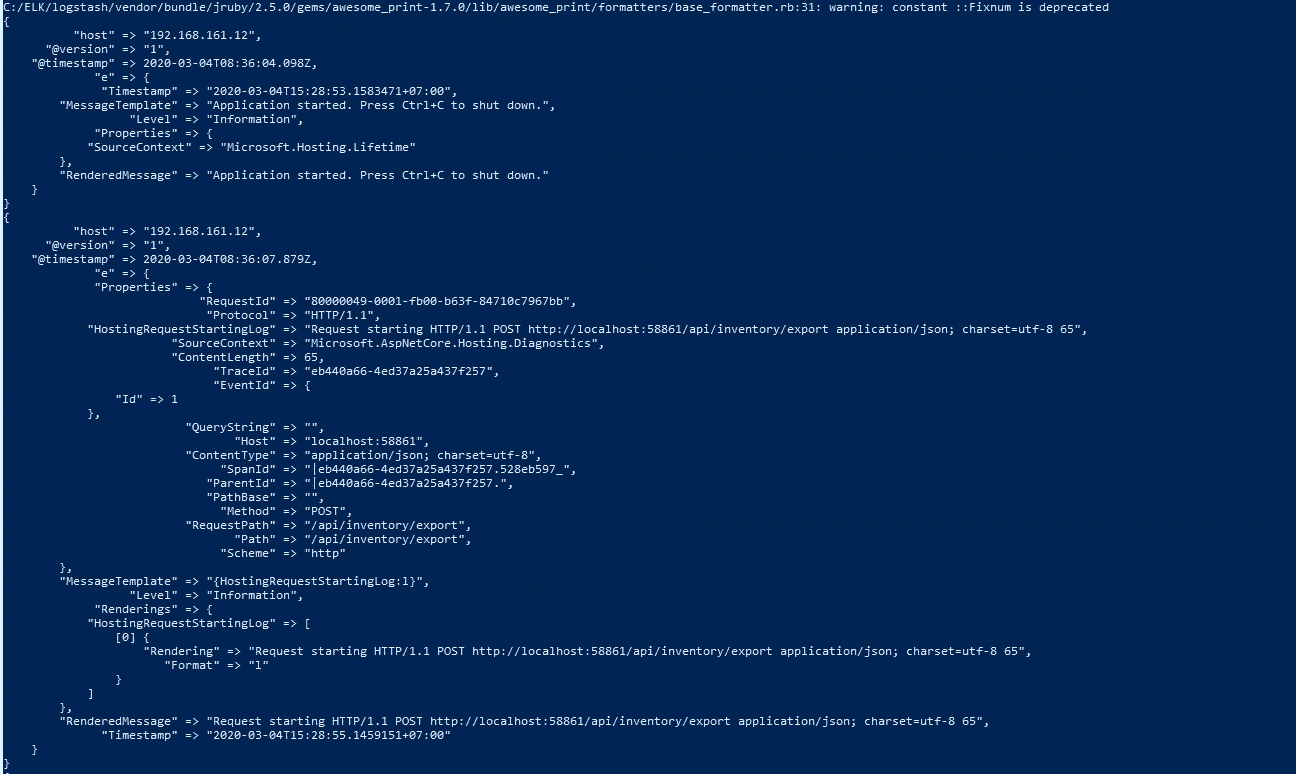 C:/ELK/logstash/vendor/bundle/jruby/2.5.0/gems/awesome_print-1.7.0/lib/awesome_print/formatters/base_formatter.rb:31: warning: constant ::Fixnum is deprecated
{
"host" => "192.168.161.12",
"@version" => "1",
"@timestamp" => 2020-03-04T08:36:04.098Z,
"e" => {
"Timestamp" => "2020-03-04T15:28:53.1583471+07:00",
"MessageTemplate" => "Application started. Press Ctrl+C to shut down.",
"Level" => "Information",
"Properties" => {
"SourceContext" => "Microsoft.Hosting.Lifetime"
},
"RenderedMessage" => "Application started. Press Ctrl+C to shut down."
}
}
{
"host" => "192.168.161.12",
"@version" => "1",
"@timestamp" => 2020-03-04T08:36:07.879Z,
"e" => {
"Properties" => {
"RequestId" => "80000049-0001-fb00-b63f-84710c7967bb",
"Protocol" => "HTTP/1.1",
"HostingRequestStartingLog" => "Request starting HTTP/1.1 POST http://localhost:58861/api/inventory/export application/json; charset=utf-8 65",
"SourceContext" => "Microsoft.AspNetCore.Hosting.Diagnostics",
"ContentLength" => 65,
"TraceId" => "eb440a66-4ed37a25a437f257",
"EventId" => {
"Id" => 1
},
"QueryString" => "",
"Host" => "localhost:58861",
"ContentType" => "application/json; charset=utf-8",
"SpanId" => "|eb440a66-4ed37a25a437f257.528eb597_",
"ParentId" => "|eb440a66-4ed37a25a437f257.",
"PathBase" => "",
"Method" => "POST",
"RequestPath" => "/api/inventory/export",
"Path" => "/api/inventory/export",
"Scheme" => "http"
},
"MessageTemplate" => "{HostingRequestStartingLog:l}",
"Level" => "Information",
"Renderings" => {
"HostingRequestStartingLog" => [
[0] {
"Rendering" => "Request starting HTTP/1.1 POST http://localhost:58861/api/inventory/export application/json; charset=utf-8 65",
"Format" => "l"
}
]
},
"RenderedMessage" => "Request starting HTTP/1.1 POST http://localhost:58861/api/inventory/export application/json; charset=utf-8 65",
"Timestamp" => "2020-03-04T15:28:55.1459151+07:00"
}
}